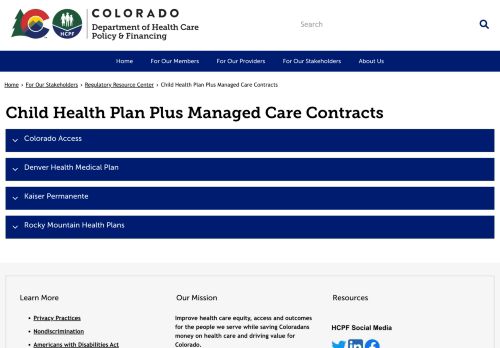 COLORADO
Department of Health Care
Policy & Financing
HCPF
Search
Home For Our Members For Our Providers For Our Stakeholders About Us
Home › For Our Stakeholders › Regulatory Resource Center › Child Health Plan Plus Managed Care Contracts
Child Health Plan Plus Managed Care Contracts
Colorado Access
Denver Health Medical Plan
Kaiser Permanente
Rocky Mountain Health Plans
Learn More
Privacy Practices
Nondiscrimination
Americans with Disabilities Act
Our Mission
Improve health care equity, access and outcomes
for the people we serve while saving Coloradans
money on health care and driving value for
Colorado.
Resources
HCPF Social Media